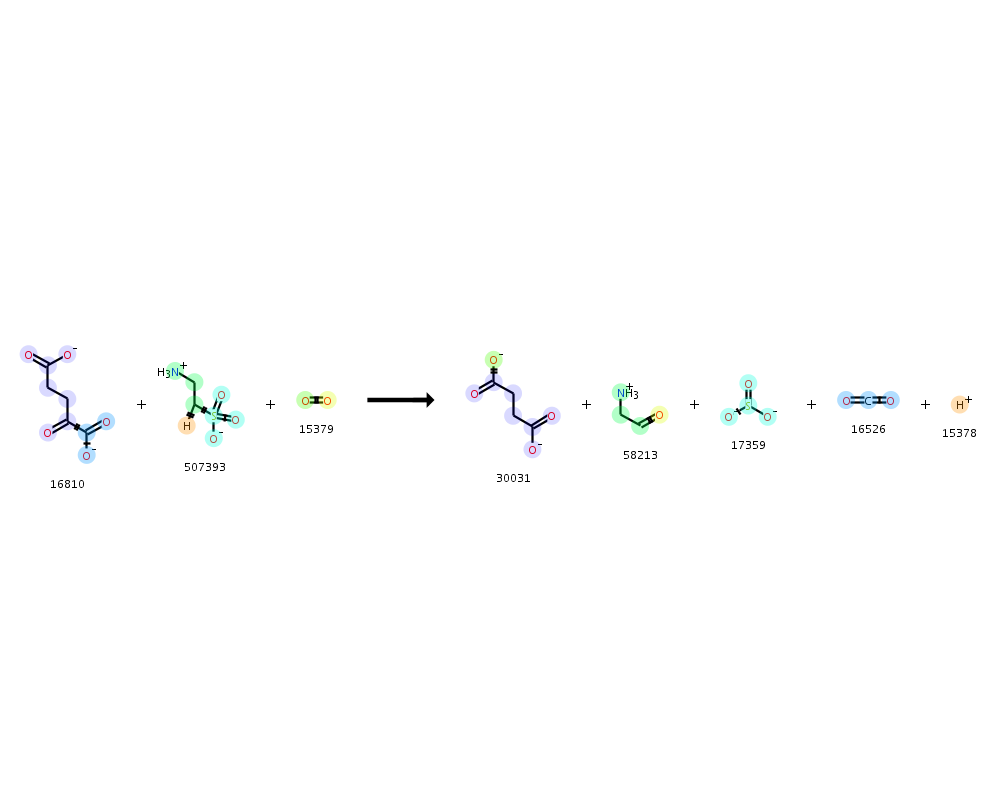 O O⁻ O O O⁻ 16810
+
H₃N⁺ H S O O O⁻ 507393
+
O O 15379
O⁻ O O O⁻ 30031
+
NH₃⁺ O 58213
+
O S O⁻ O⁻ 17359
+
O C O 16526
+
H⁺ 15378